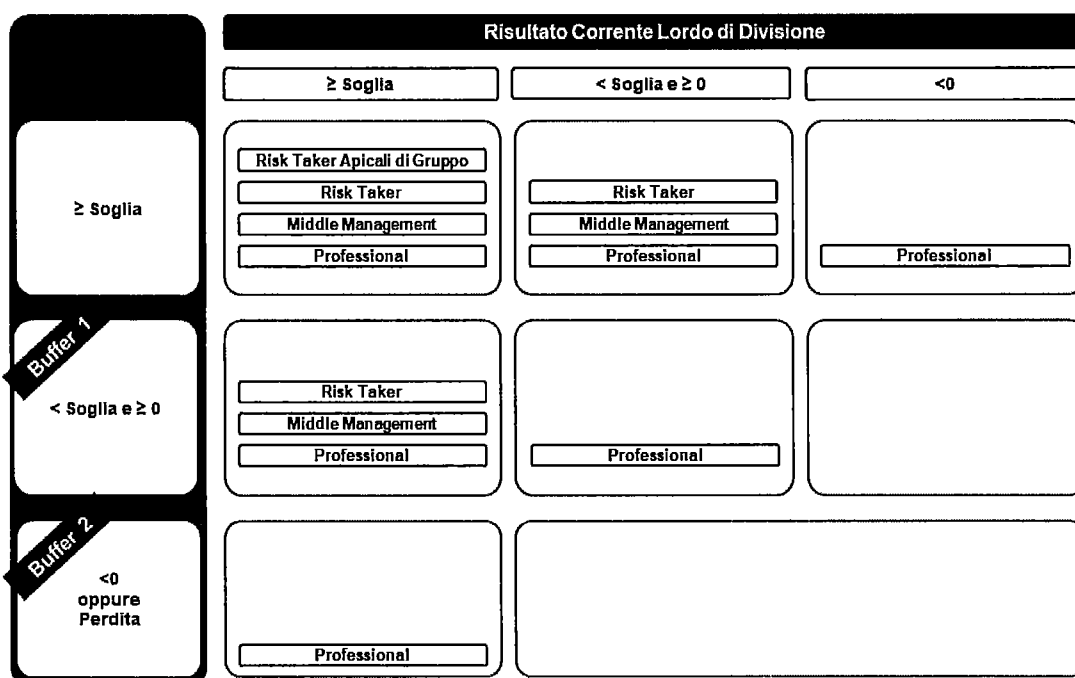 Risultato Corrente Lordo di Divisione
≥ Soglia
< Soglia e ≥ 0
<0
≥ Soglia
Risk Taker Apicali di Gruppo
Risk Taker
Middle Management
Professional
Risk Taker
Middle Management
Professional
Professional
Buffer 1
< Soglia e ≥ 0
Risk Taker
Middle Management
Professional
Professional
Buffer 2
<0
oppure
Perdita
Professional